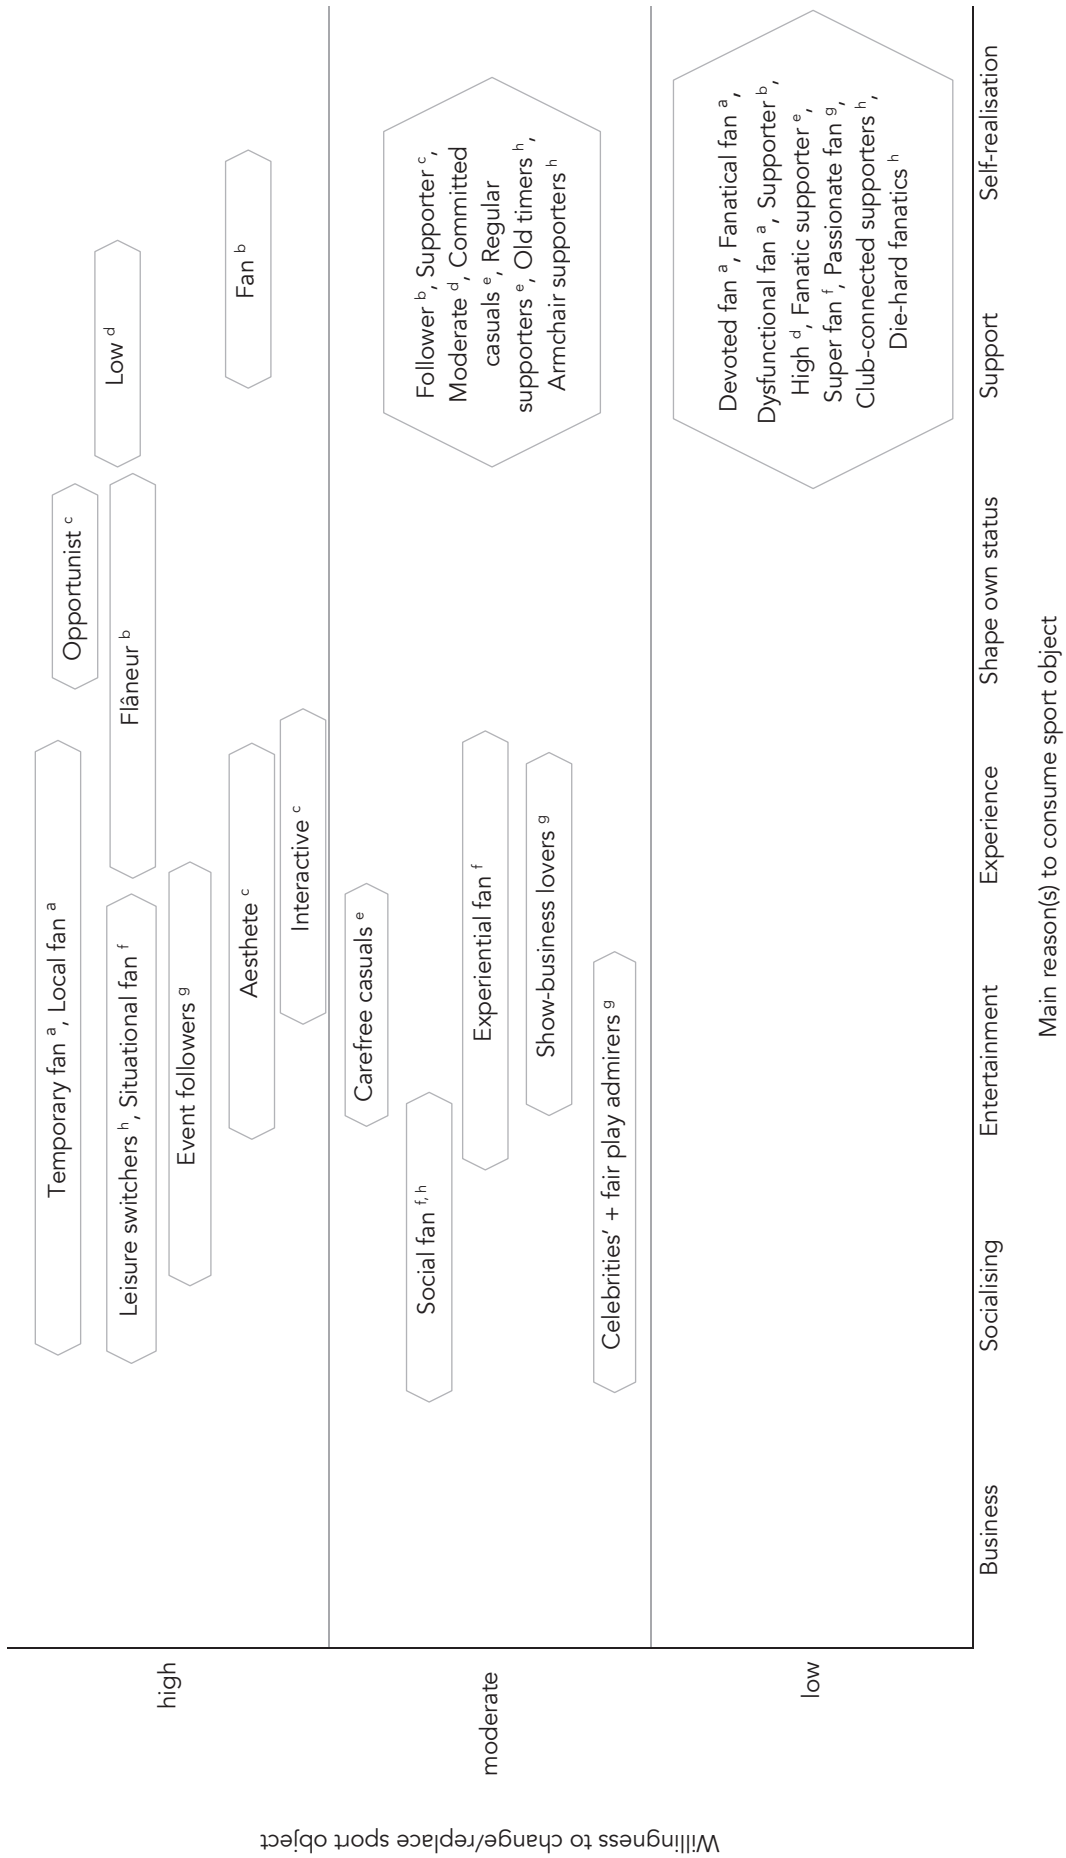 Willingness to change/replace sport object
high
moderate
low
Temporary fan ᵃ, Local fan ᵃ
Opportunist ᶜ
Leisure switchers ʰ, Situational fan ᶠ
Flâneur ᵇ
Low ᵈ
Event followers ᵍ
Aesthete ᶜ
Fan ᵇ
Interactive ᶜ
Carefree casuals ᵉ
Social fan ᶠ˒ ʰ
Experiential fan ᶠ
Show-business lovers ᵍ
Celebrities’ + fair play admirers ᵍ
Follower ᵇ, Supporter ᶜ,
Moderate ᵈ, Committed
casuals ᵉ, Regular
supporters ᵉ, Old timers ʰ,
Armchair supporters ʰ
Devoted fan ᵃ, Fanatical fan ᵃ,
Dysfunctional fan ᵃ, Supporter ᵇ,
High ᵈ, Fanatic supporter ᵉ,
Super fan ᶠ, Passionate fan ᵍ,
Club-connected supporters ʰ,
Die-hard fanatics ʰ
Business
Socialising
Entertainment
Experience
Shape own status
Support
Self-realisation
Main reason(s) to consume sport object